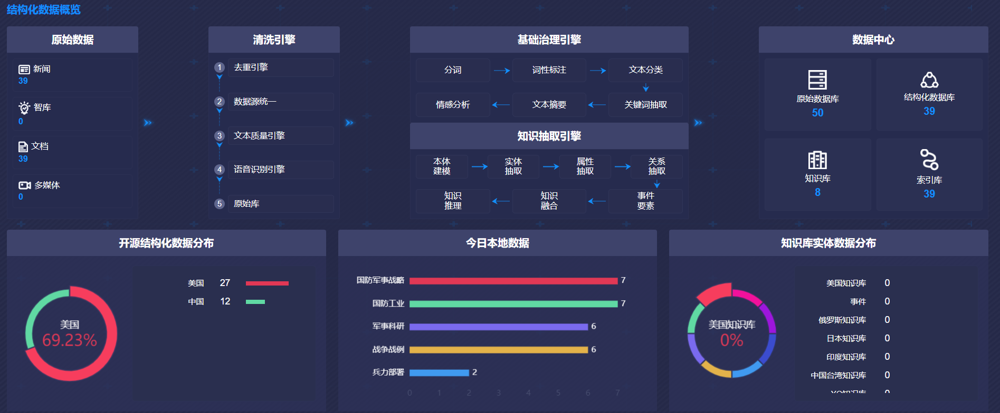 结构化数据概览
原始数据
新闻
39
智库
0
文档
39
多媒体
0
清洗引擎
1 去重引擎
2 数据源统一
3 文本质量引擎
4 语音识别引擎
5 原始库
基础治理引擎
分词 词性标注 文本分类
情感分析 文本摘要 关键词抽取
知识抽取引擎
本体 实体 属性 关系
建模 抽取 抽取 抽取
知识 知识 事件
推理 融合 要素
数据中心
原始数据库
50
结构化数据库
39
知识库
8
索引库
39
开源结构化数据分布
美国
69.23%
美国 27
中国 12
今日本地数据
国防军事战略 7
国防工业 7
军事科研 6
战争战例 6
兵力部署 2
0 1 2 3 4 5 6 7
知识库实体数据分布
美国知识库
0%
美国知识库 0
事件 0
俄罗斯知识库 0
日本知识库 0
印度知识库 0
中国台湾知识库 0